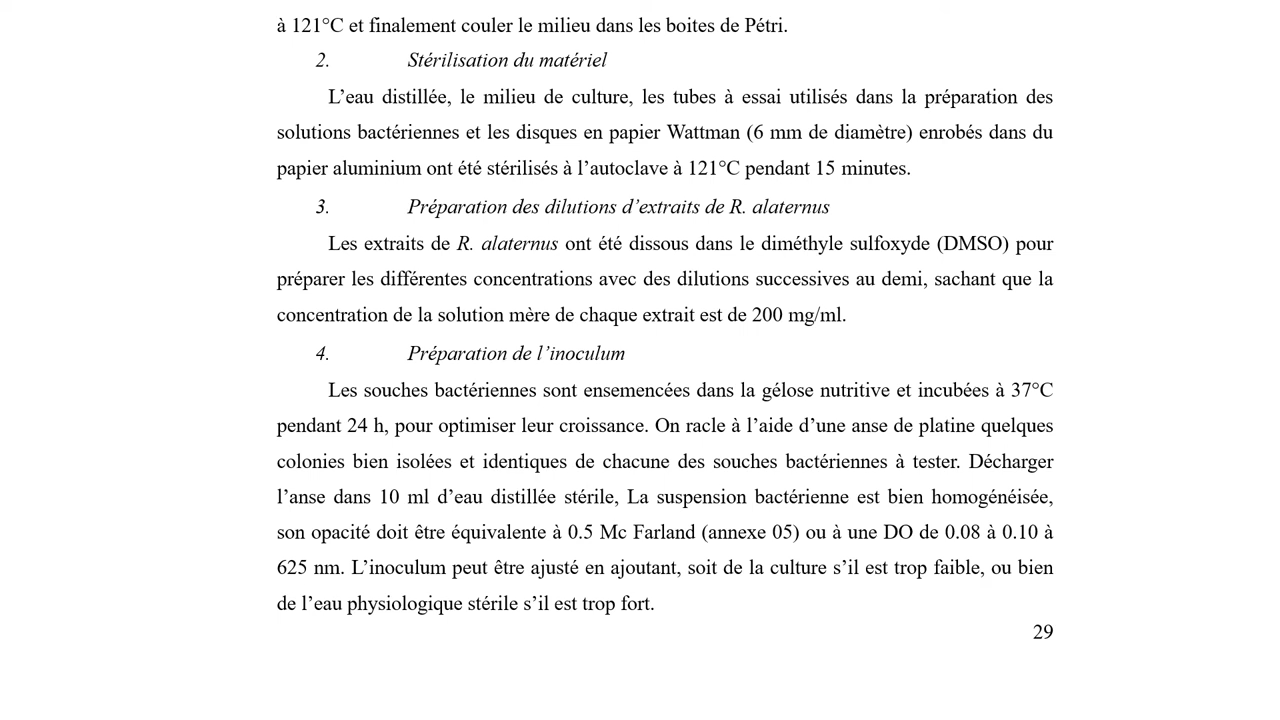 à 121°C et finalement couler le milieu dans les boites de Pétri.
2. Stérilisation du matériel
L’eau distillée, le milieu de culture, les tubes à essai utilisés dans la préparation des
solutions bactériennes et les disques en papier Wattman (6 mm de diamètre) enrobés dans du
papier aluminium ont été stérilisés à l’autoclave à 121°C pendant 15 minutes.
3. Préparation des dilutions d’extraits de R. alaternus
Les extraits de R. alaternus ont été dissous dans le diméthyle sulfoxyde (DMSO) pour
préparer les différentes concentrations avec des dilutions successives au demi, sachant que la
concentration de la solution mère de chaque extrait est de 200 mg/ml.
4. Préparation de l’inoculum
Les souches bactériennes sont ensemencées dans la gélose nutritive et incubées à 37°C
pendant 24 h, pour optimiser leur croissance. On racle à l’aide d’une anse de platine quelques
colonies bien isolées et identiques de chacune des souches bactériennes à tester. Décharger
l’anse dans 10 ml d’eau distillée stérile, La suspension bactérienne est bien homogénéisée,
son opacité doit être équivalente à 0.5 Mc Farland (annexe 05) ou à une DO de 0.08 à 0.10 à
625 nm. L’inoculum peut être ajusté en ajoutant, soit de la culture s’il est trop faible, ou bien
de l’eau physiologique stérile s’il est trop fort.
29